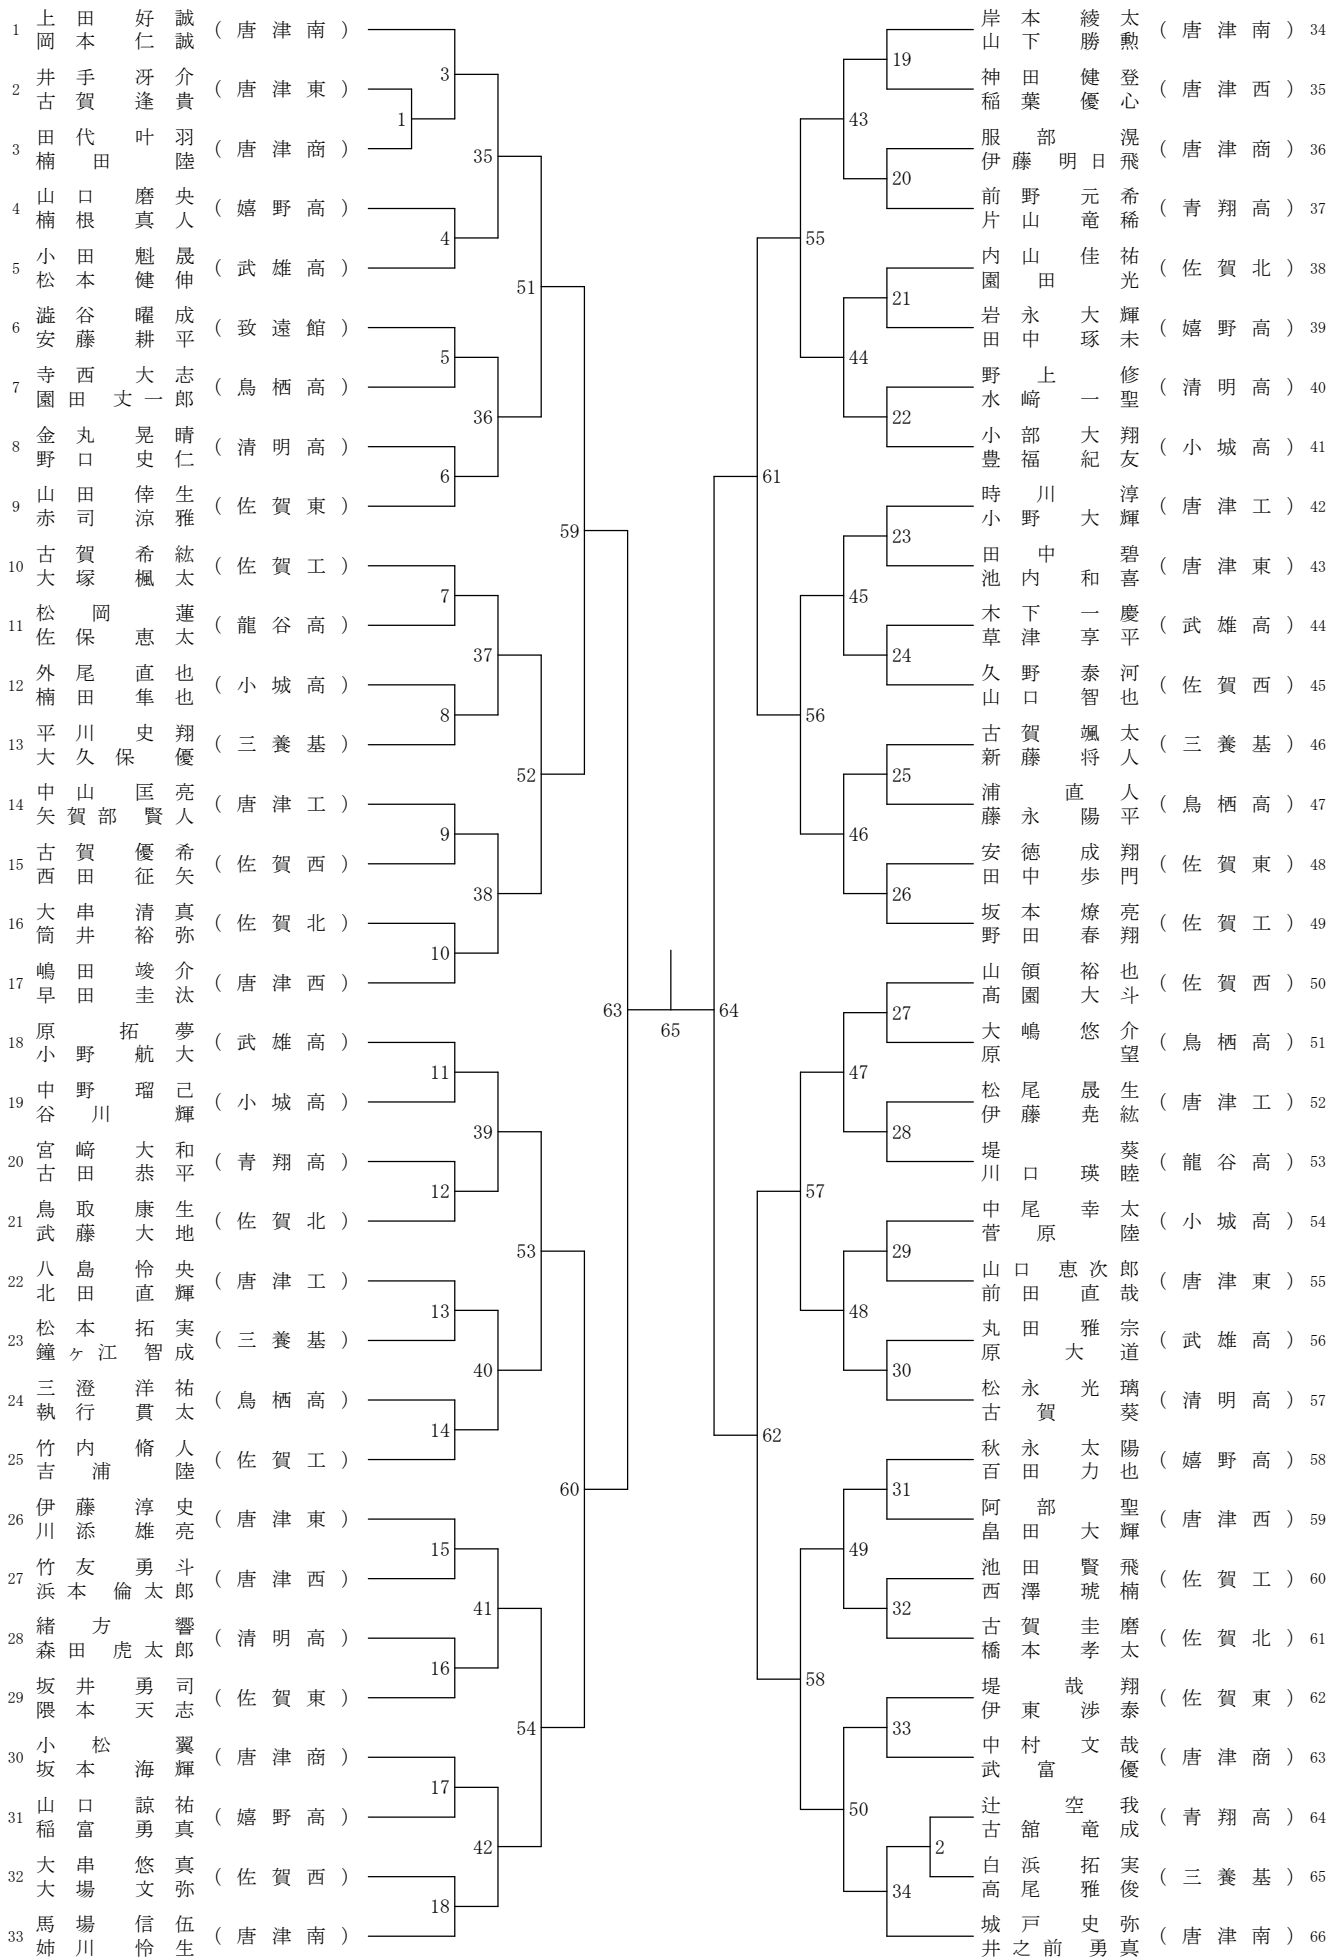 1 上田 好誠 岡本 仁誠 (唐津南)
2 井手 冴介 古賀 逢貴 (唐津東)
3 田代 叶羽 楠田 陸 (唐津商)
4 山口 磨央 楠根 真人 (嬉野高)
5 小田 魁晟 松本 健伸 (武雄高)
6 澁谷 曜成 安藤 耕平 (致遠館)
7 寺西 大志 園田 丈一郎 (鳥栖高)
8 金丸 晃晴 野口 史仁 (清明高)
9 山田 倖生 赤司 涼雅 (佐賀東)
10 古賀 希紘 大塚 楓太 (佐賀工)
11 松岡 蓮 佐保 恵太 (龍谷高)
12 外尾 直也 楠田 隼也 (小城高)
13 平川 史翔 大久保 優 (三養基)
14 中山 匡亮 矢賀部 賢人 (唐津工)
15 古賀 優希 西田 征矢 (佐賀西)
16 大串 清真 筒井 裕弥 (佐賀北)
17 嶋田 竣介 早田 圭汰 (唐津西)
18 原 拓夢 小野 航大 (武雄高)
19 中野 瑠己 谷川 輝 (小城高)
20 宮﨑 大和 古田 恭平 (青翔高)
21 鳥取 康生 武藤 大地 (佐賀北)
22 八島 怜央 北田 直輝 (唐津工)
23 松本 拓実 鐘ヶ江 智成 (三養基)
24 三澄 洋祐 執行 貫太 (鳥栖高)
25 竹内 脩人 吉浦 陸 (佐賀工)
26 伊藤 淳史 川添 雄亮 (唐津東)
27 竹友 勇斗 浜本 倫太郎 (唐津西)
28 緒方 響 森田 虎太郎 (清明高)
29 坂井 勇司 隈本 天志 (佐賀東)
30 小松 翼 坂本 海輝 (唐津商)
31 山口 諒祐 稲富 勇真 (嬉野高)
32 大串 悠真 大場 文弥 (佐賀西)
33 馬場 信伍 姉川 怜生 (唐津南)
1
3
4
5
6
7
8
9
10
11
12
13
14
15
16
17
18
35
36
37
38
39
40
41
42
51
52
53
54
59
60
63
65
64
61
62
55
56
57
58
43
44
45
46
47
48
49
50
19
20
21
22
23
24
25
26
27
28
29
30
31
32
33
34
2
岸本 綾太 山下 勝勲 (唐津南) 34
神田 健登 稲葉 優心 (唐津西) 35
服部 滉 伊藤 明日飛 (唐津商) 36
前野 元希 片山 竜稀 (青翔高) 37
内山 佳祐 園田 光 (佐賀北) 38
岩永 大輝 田中 琢未 (嬉野高) 39
野上 修 水﨑 一聖 (清明高) 40
小部 大翔 豊福 紀友 (小城高) 41
時川 淳 小野 大輝 (唐津工) 42
田中 碧 池内 和喜 (唐津東) 43
木下 一慶 草津 享平 (武雄高) 44
久野 泰河 山口 智也 (佐賀西) 45
古賀 颯太 新藤 将人 (三養基) 46
浦 直人 藤永 陽平 (鳥栖高) 47
安徳 成翔 田中 歩門 (佐賀東) 48
坂本 燎亮 野田 春翔 (佐賀工) 49
山領 裕也 髙園 大斗 (佐賀西) 50
大嶋 悠介 原 望 (鳥栖高) 51
松尾 晟生 伊藤 尭紘 (唐津工) 52
堤 葵 川口 瑛睦 (龍谷高) 53
中尾 幸太 菅原 陸 (小城高) 54
山口 恵次郎 前田 直哉 (唐津東) 55
丸田 雅宗 原 大道 (武雄高) 56
松永 光璃 古賀 葵 (清明高) 57
秋永 太陽 百田 力也 (嬉野高) 58
阿部 聖 畠田 大輝 (唐津西) 59
池田 賢飛 西澤 琥楠 (佐賀工) 60
古賀 圭磨 橋本 孝太 (佐賀北) 61
堤 哉翔 伊東 渉泰 (佐賀東) 62
中村 文哉 武富 優 (唐津商) 63
辻 空我 古舘 竜成 (青翔高) 64
白浜 拓実 高尾 雅俊 (三養基) 65
城戸 史弥 井之前 勇真 (唐津南) 66